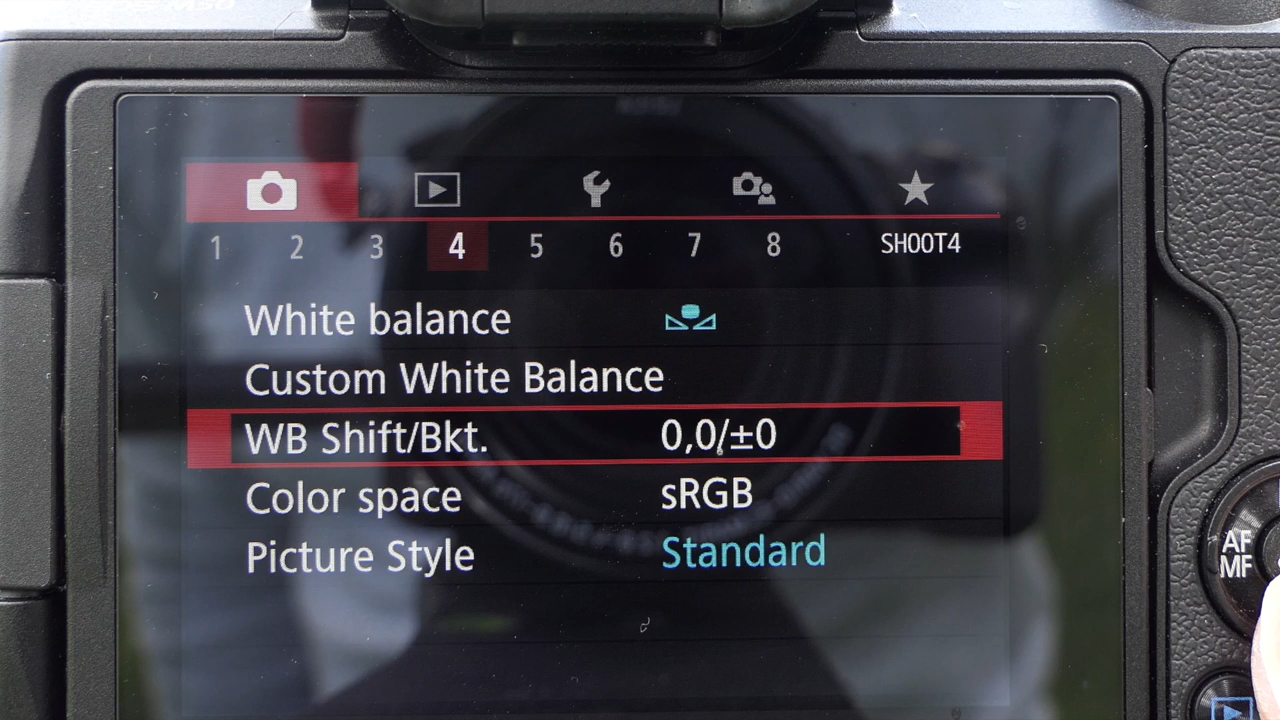 1 2 3 4 5 6 7 8 SHOOT4
White balance
Custom White Balance
WB Shift/Bkt. 0,0/±0
Color space sRGB
Picture Style Standard
AF
MF